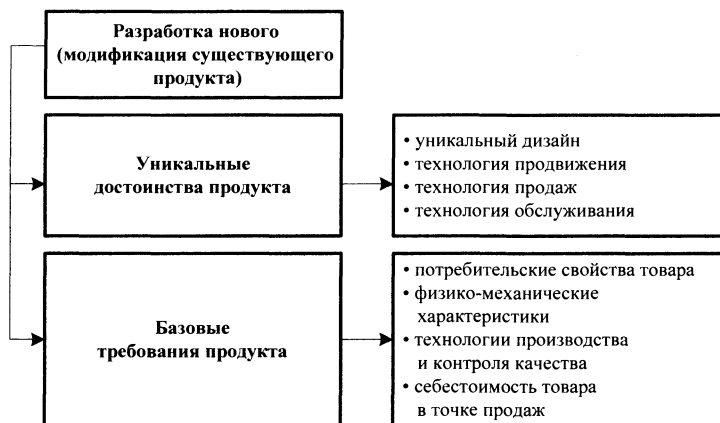 Разработка нового
(модификация существующего
продукта)
Уникальные
достоинства продукта
• уникальный дизайн
• технология продвижения
• технология продаж
• технология обслуживания
Базовые
требования продукта
• потребительские свойства товара
• физико-механические
характеристики
• технологии производства
и контроля качества
• себестоимость товара
в точке продаж